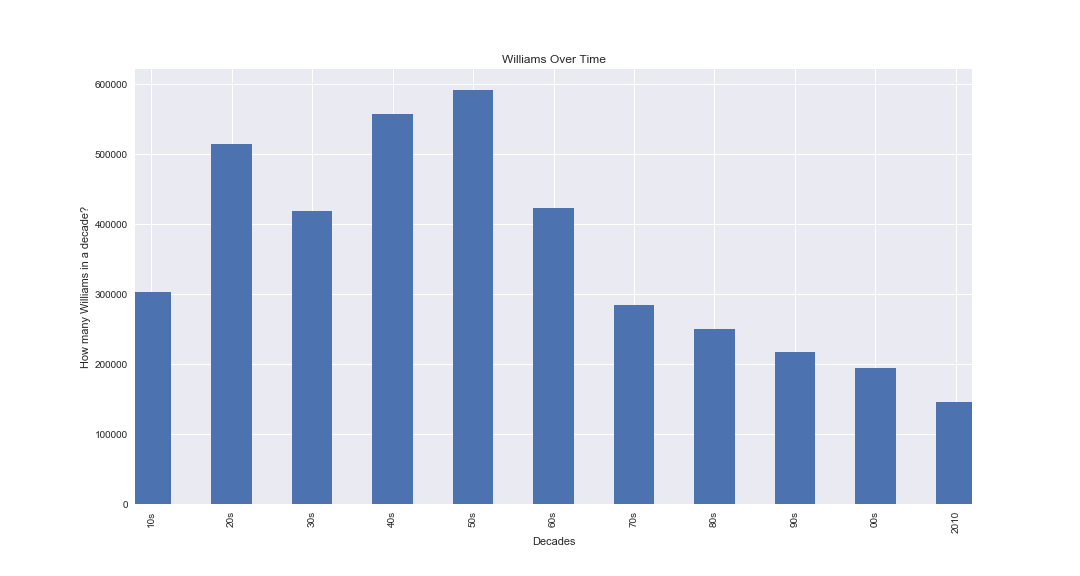 Williams Over Time
600000
500000
400000
300000
200000
100000
0
How many Williams in a decade?
10s
20s
30s
40s
50s
60s
70s
80s
90s
00s
2010
Decades